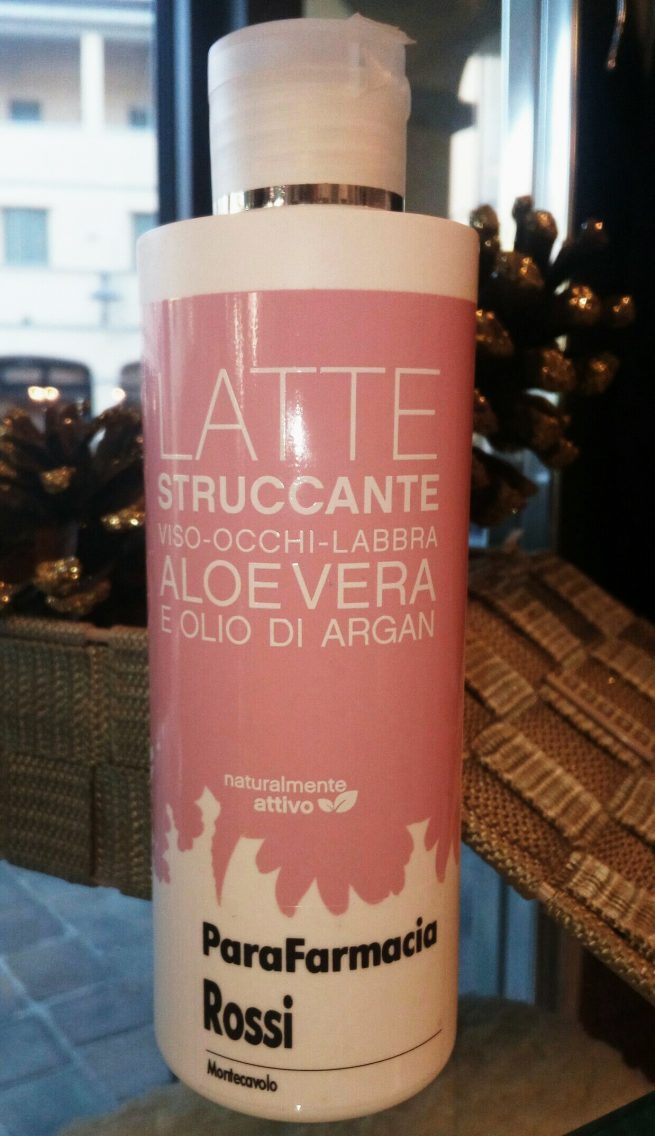 LATTE
STRUCCANTE
VISO-OCCHI-LABBRA
ALOE VERA
E OLIO DI ARGAN
naturalmente
attivo
ParaFarmacia
Rossi
Montecavolo